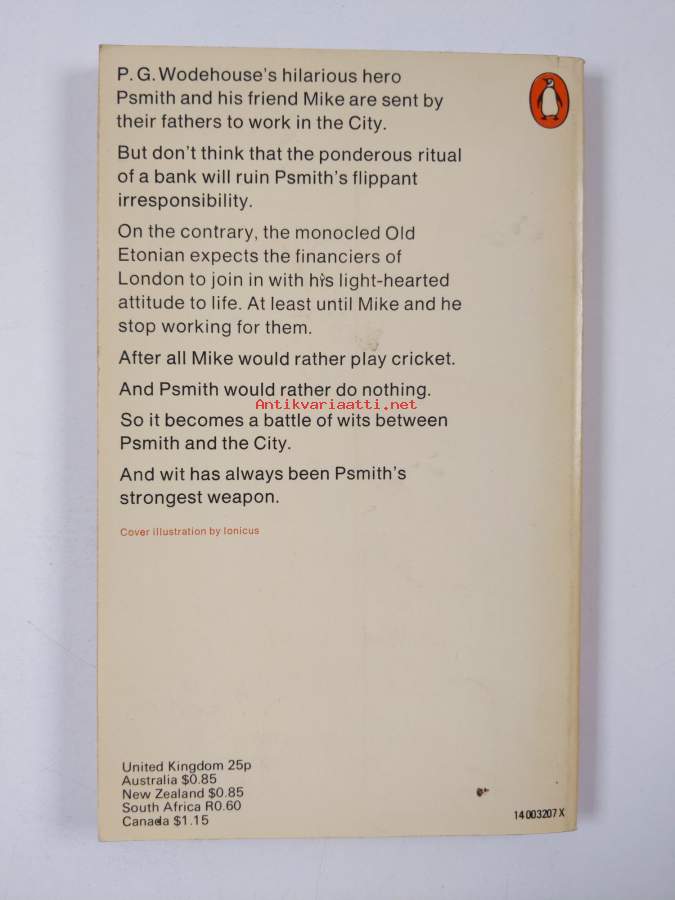 P. G. Wodehouse's hilarious hero
Psmith and his friend Mike are sent by
their fathers to work in the City.
But don't think that the ponderous ritual
of a bank will ruin Psmith's flippant
irresponsibility.
On the contrary, the monocled Old
Etonian expects the financiers of
London to join in with his light-hearted
attitude to life. At least until Mike and he
stop working for them.
After all Mike would rather play cricket.
And Psmith would rather do nothing.
Antikvariaatti.net
So it becomes a battle of wits between
Psmith and the City.
And wit has always been Psmith's
strongest weapon.
Cover illustration by Ionicus
United Kingdom 25p
Australia $0.85
New Zealand $0.85
South Africa R0.60
Canada $1.15
14 003207 X